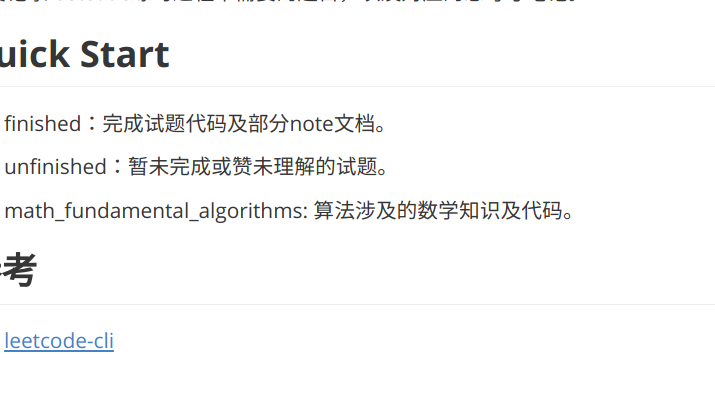 uick Start
finished：完成试题代码及部分note文档。
unfinished：暂未完成或赞未理解的试题。
math_fundamental_algorithms: 算法涉及的数学知识及代码。
考
leetcode-cli